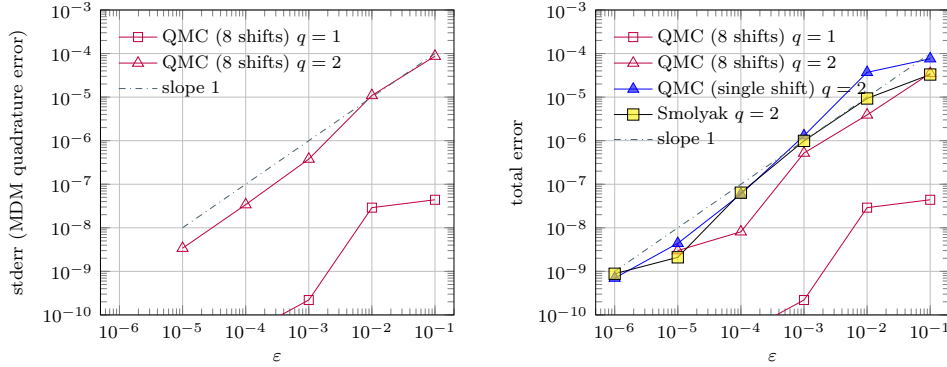 10^−4
10^−5
10^−6
10^−7
10^−8
10^−9
10^−10
stderr (MDM quadrature error)
QMC (8 shifts) q = 1
QMC (8 shifts) q = 2
slope 1
10^−6 10^−5 10^−4 10^−3 10^−2 10^−1
ε
10^−4
10^−5
10^−6
10^−7
10^−8
10^−9
10^−10
total error
QMC (8 shifts) q = 1
QMC (8 shifts) q = 2
QMC (single shift) q = 2
Smolyak q = 2
slope 1
10^−6 10^−5 10^−4 10^−3 10^−2 10^−1
ε